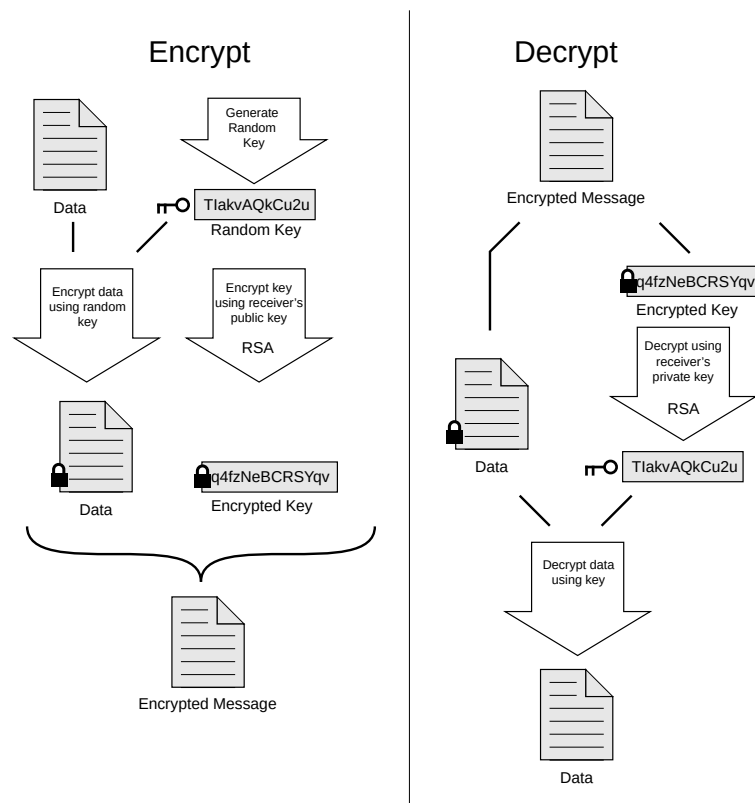 Encrypt
Generate
Random
Key
Data
TIakvAQkCu2u
Random Key
Encrypt data
using random
key
Encrypt key
using receiver's
public key
RSA
Data
q4fzNeBCRSYqv
Encrypted Key
Encrypted Message
Decrypt
Encrypted Message
q4fzNeBCRSYqv
Encrypted Key
Decrypt using
receiver's
private key
RSA
Data
TIakvAQkCu2u
Decrypt data
using key
Data